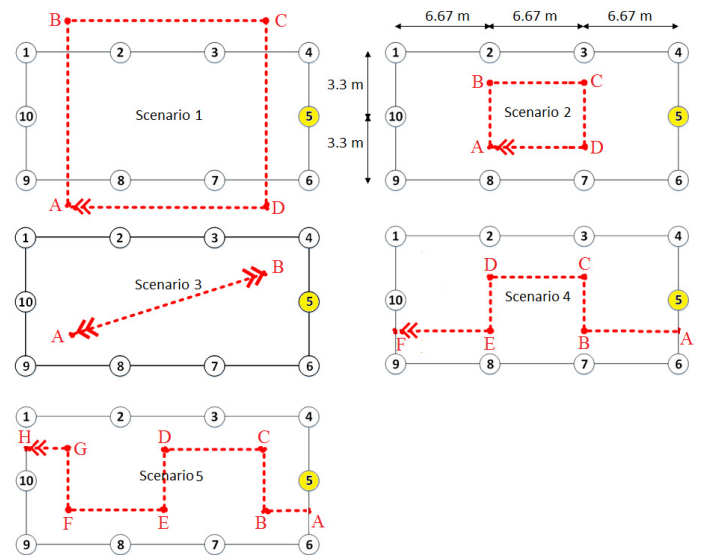 B C
1 2 3 4
Scenario 1
10 5
9 8 7 6
A D
6.67 m 6.67 m 6.67 m
1 2 3 4
3.3 m
B C
Scenario 2
10 5
3.3 m
A D
9 8 7 6
1 2 3 4
Scenario 3
B
10 5
A
9 8 7 6
1 2 3 4
D C
Scenario 4
10 5
F E B A
9 8 7 6
1 2 3 4
H G D C
Scenario 5
10 5
F E B A
9 8 7 6